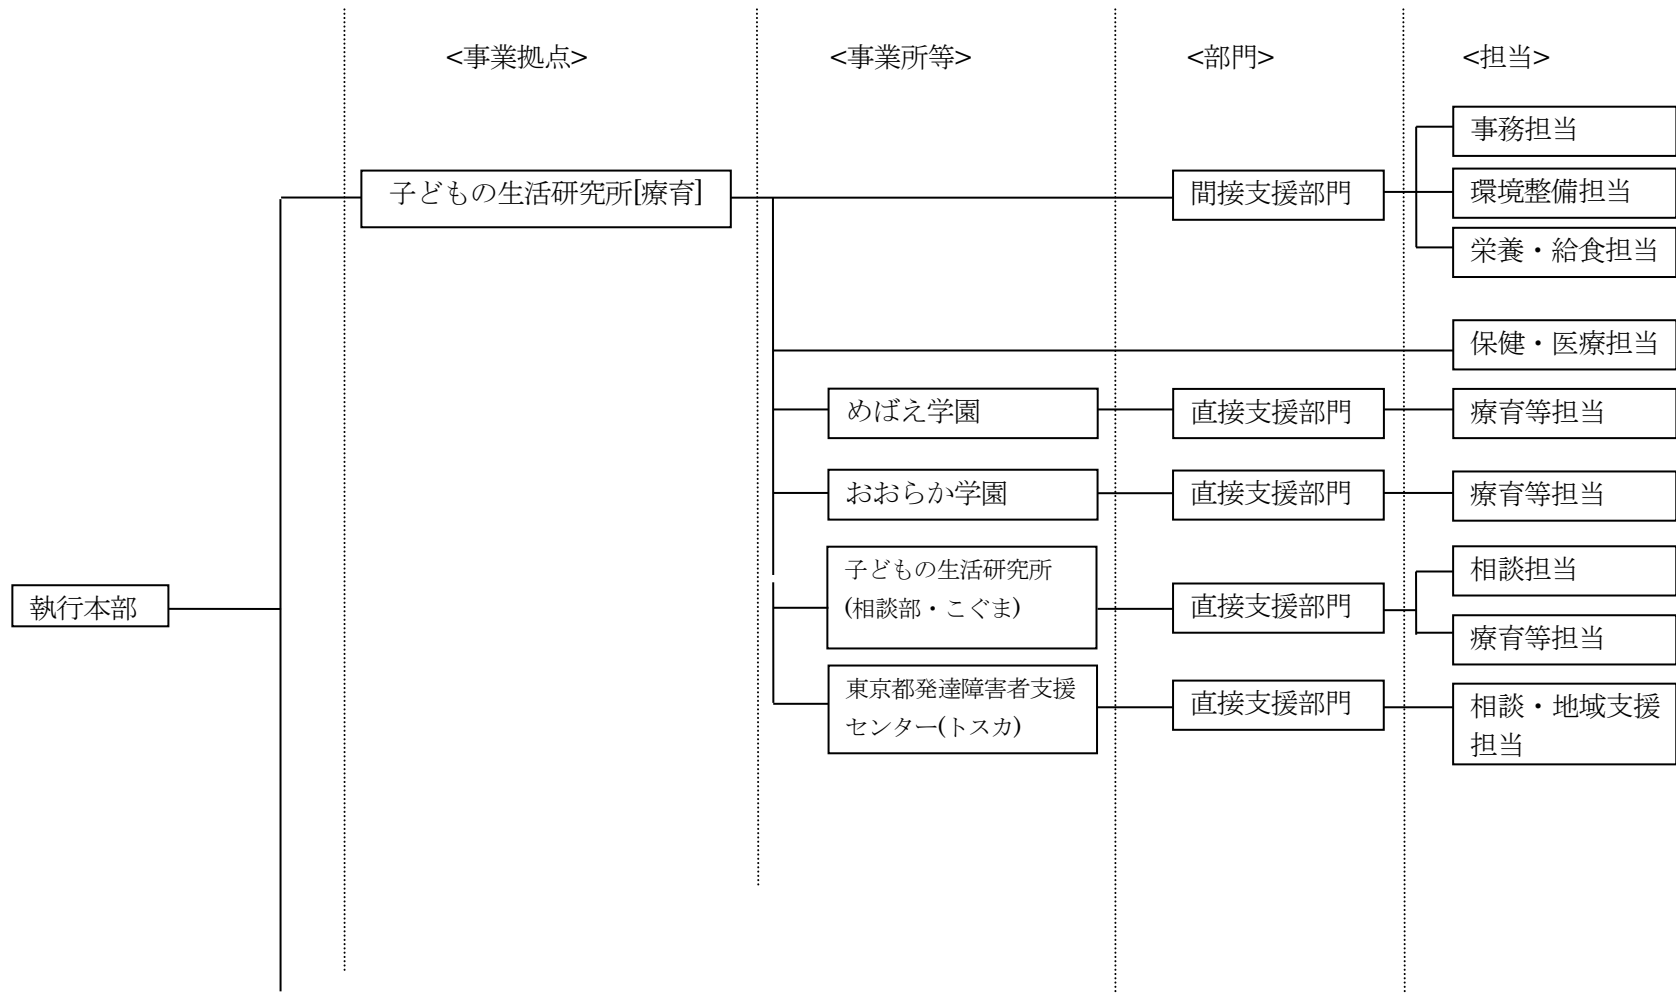 <事業拠点>
<事業所等>
<部門>
<担当>
事務担当
子どもの生活研究所[療育]
間接支援部門
環境整備担当
栄養・給食担当
保健・医療担当
めばえ学園
直接支援部門
療育等担当
おおらか学園
直接支援部門
療育等担当
執行本部
子どもの生活研究所
(相談部・こぐま)
直接支援部門
相談担当
療育等担当
東京都発達障害者支援
センター(トスカ)
直接支援部門
相談・地域支援
担当